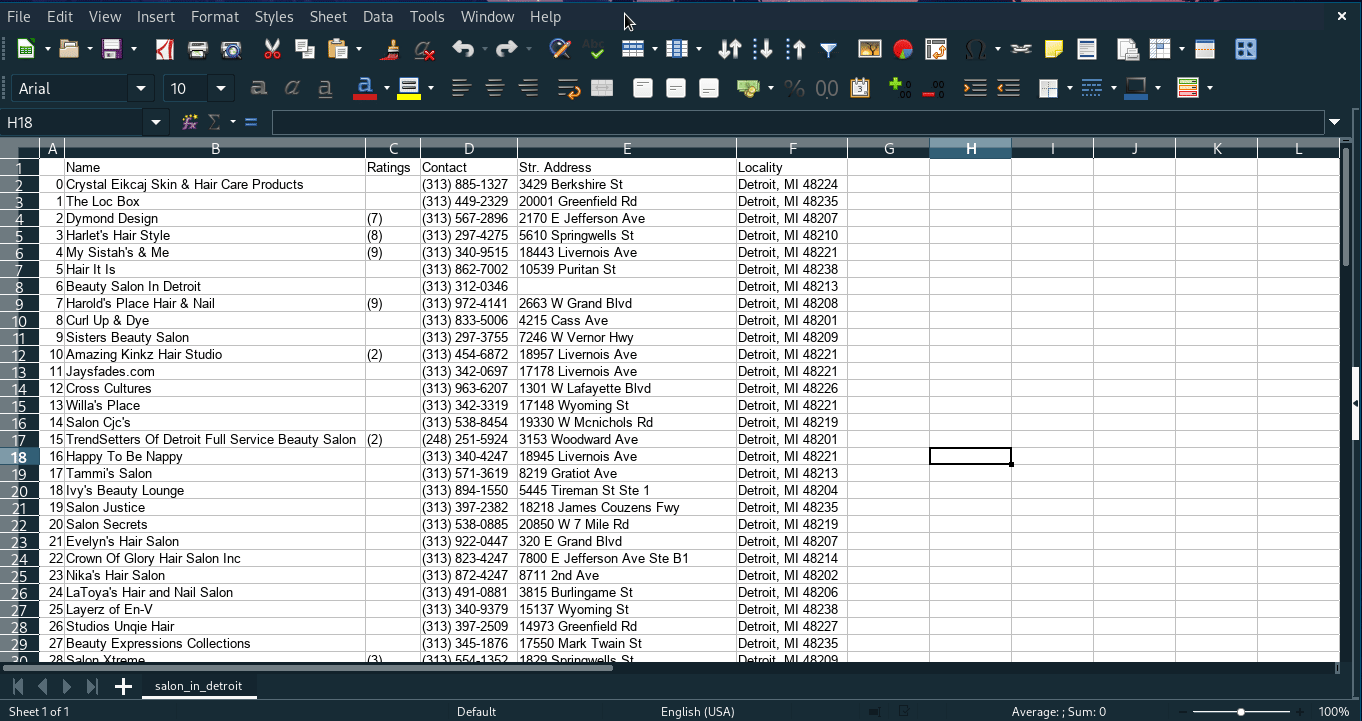 File Edit View Insert Format Styles Sheet Data Tools Window Help
Arial 10
H18
A B C D E F G H I J K L
1 Name Ratings Contact Str. Address Locality
2 0 Crystal Eikcaj Skin & Hair Care Products (313) 885-1327 3429 Berkshire St Detroit, MI 48224
3 1 The Loc Box (313) 449-2329 20001 Greenfield Rd Detroit, MI 48235
4 2 Dymond Design (7) (313) 567-2896 2170 E Jefferson Ave Detroit, MI 48207
5 3 Harlet's Hair Style (8) (313) 297-4275 5610 Springwells St Detroit, MI 48210
6 4 My Sistah's & Me (9) (313) 340-9515 18443 Livernois Ave Detroit, MI 48221
7 5 Hair It Is (313) 862-7002 10539 Puritan St Detroit, MI 48238
8 6 Beauty Salon In Detroit (313) 312-0346 Detroit, MI 48213
9 7 Harold's Place Hair & Nail (9) (313) 972-4141 2663 W Grand Blvd Detroit, MI 48208
10 8 Curl Up & Dye (313) 833-5006 4215 Cass Ave Detroit, MI 48201
11 9 Sisters Beauty Salon (313) 297-3755 7246 W Vernor Hwy Detroit, MI 48209
12 10 Amazing Kinkz Hair Studio (2) (313) 454-6872 18957 Livernois Ave Detroit, MI 48221
13 11 Jaysfades.com (313) 342-0697 17178 Livernois Ave Detroit, MI 48221
14 12 Cross Cultures (313) 963-6207 1301 W Lafayette Blvd Detroit, MI 48226
15 13 Willa's Place (313) 342-3319 17148 Wyoming St Detroit, MI 48221
16 14 Salon Cjc's (313) 538-8454 19330 W Mcnichols Rd Detroit, MI 48219
17 15 TrendSetters Of Detroit Full Service Beauty Salon (2) (248) 251-5924 3153 Woodward Ave Detroit, MI 48201
18 16 Happy To Be Nappy (313) 340-4247 18945 Livernois Ave Detroit, MI 48221
19 17 Tammi's Salon (313) 571-3619 8219 Gratiot Ave Detroit, MI 48213
20 18 Ivy's Beauty Lounge (313) 894-1550 5445 Tireman St Ste 1 Detroit, MI 48204
21 19 Salon Justice (313) 397-2382 18218 James Couzens Fwy Detroit, MI 48235
22 20 Salon Secrets (313) 538-0885 20850 W 7 Mile Rd Detroit, MI 48219
23 21 Evelyn's Hair Salon (313) 922-0447 320 E Grand Blvd Detroit, MI 48207
24 22 Crown Of Glory Hair Salon Inc (313) 823-4247 7800 E Jefferson Ave Ste B1 Detroit, MI 48214
25 23 Nika's Hair Salon (313) 872-4247 8711 2nd Ave Detroit, MI 48202
26 24 LaToya's Hair and Nail Salon (313) 491-0881 3815 Burlingame St Detroit, MI 48206
27 25 Layerz of En-V (313) 340-9379 15137 Wyoming St Detroit, MI 48238
28 26 Studios Unqie Hair (313) 397-2509 14973 Greenfield Rd Detroit, MI 48227
29 27 Beauty Expressions Collections (313) 345-1876 17550 Mark Twain St Detroit, MI 48235
30 28 Salon Xtreme (3) (313) 554-1352 1829 Springwells St Detroit, MI 48209
salon_in_detroit
Sheet 1 of 1 Default English (USA) Average: ; Sum: 0 100%